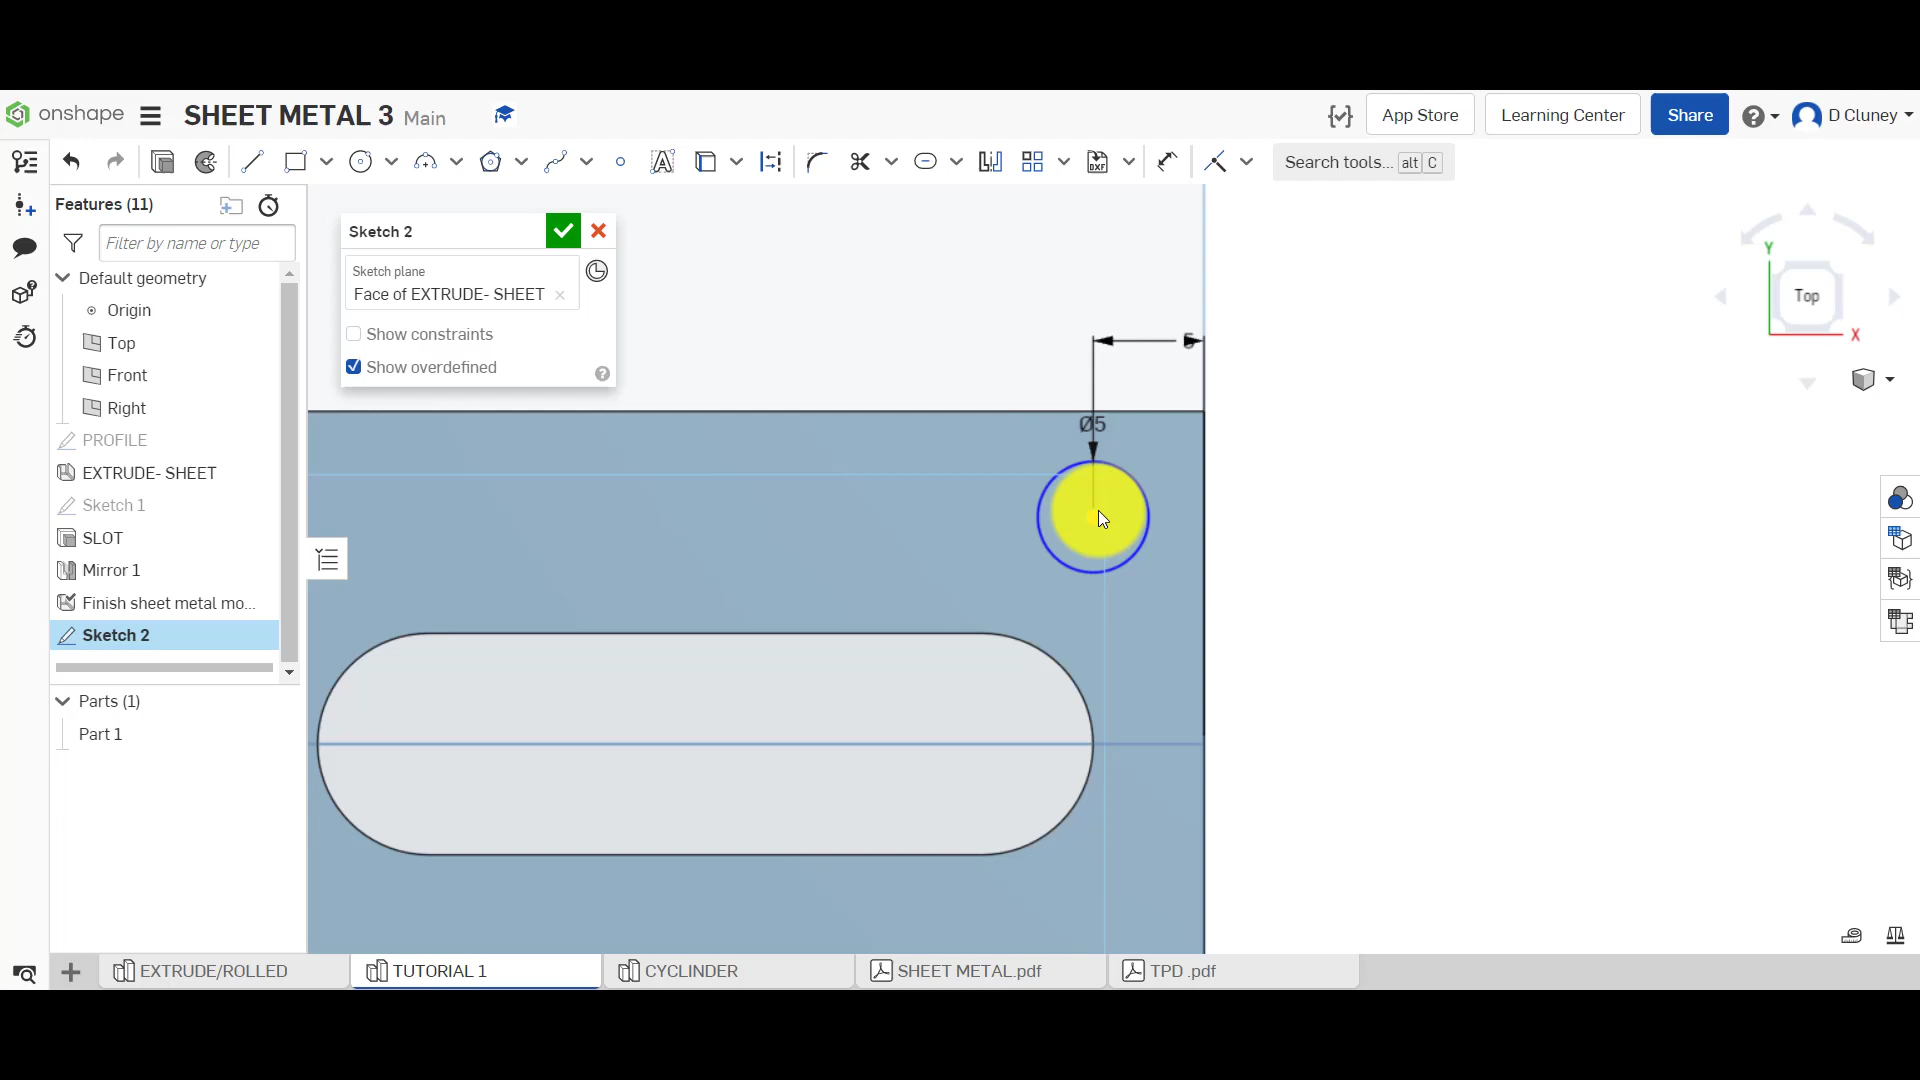 onshape SHEET METAL 3 Main App Store Learning Center Share D Cluney
Search tools... alt C
Features (11)
Filter by name or type
Default geometry
Origin
Top
Front
Right
PROFILE
EXTRUDE- SHEET
Sketch 1
SLOT
Mirror 1
Finish sheet metal mo...
Sketch 2
Parts (1)
Part 1
Sketch 2
Sketch plane
Face of EXTRUDE- SHEET
Show constraints
Show overdefined
5
Ø5
Y
Top
X
EXTRUDE/ROLLED TUTORIAL 1 CYCLINDER SHEET METAL.pdf TPD .pdf